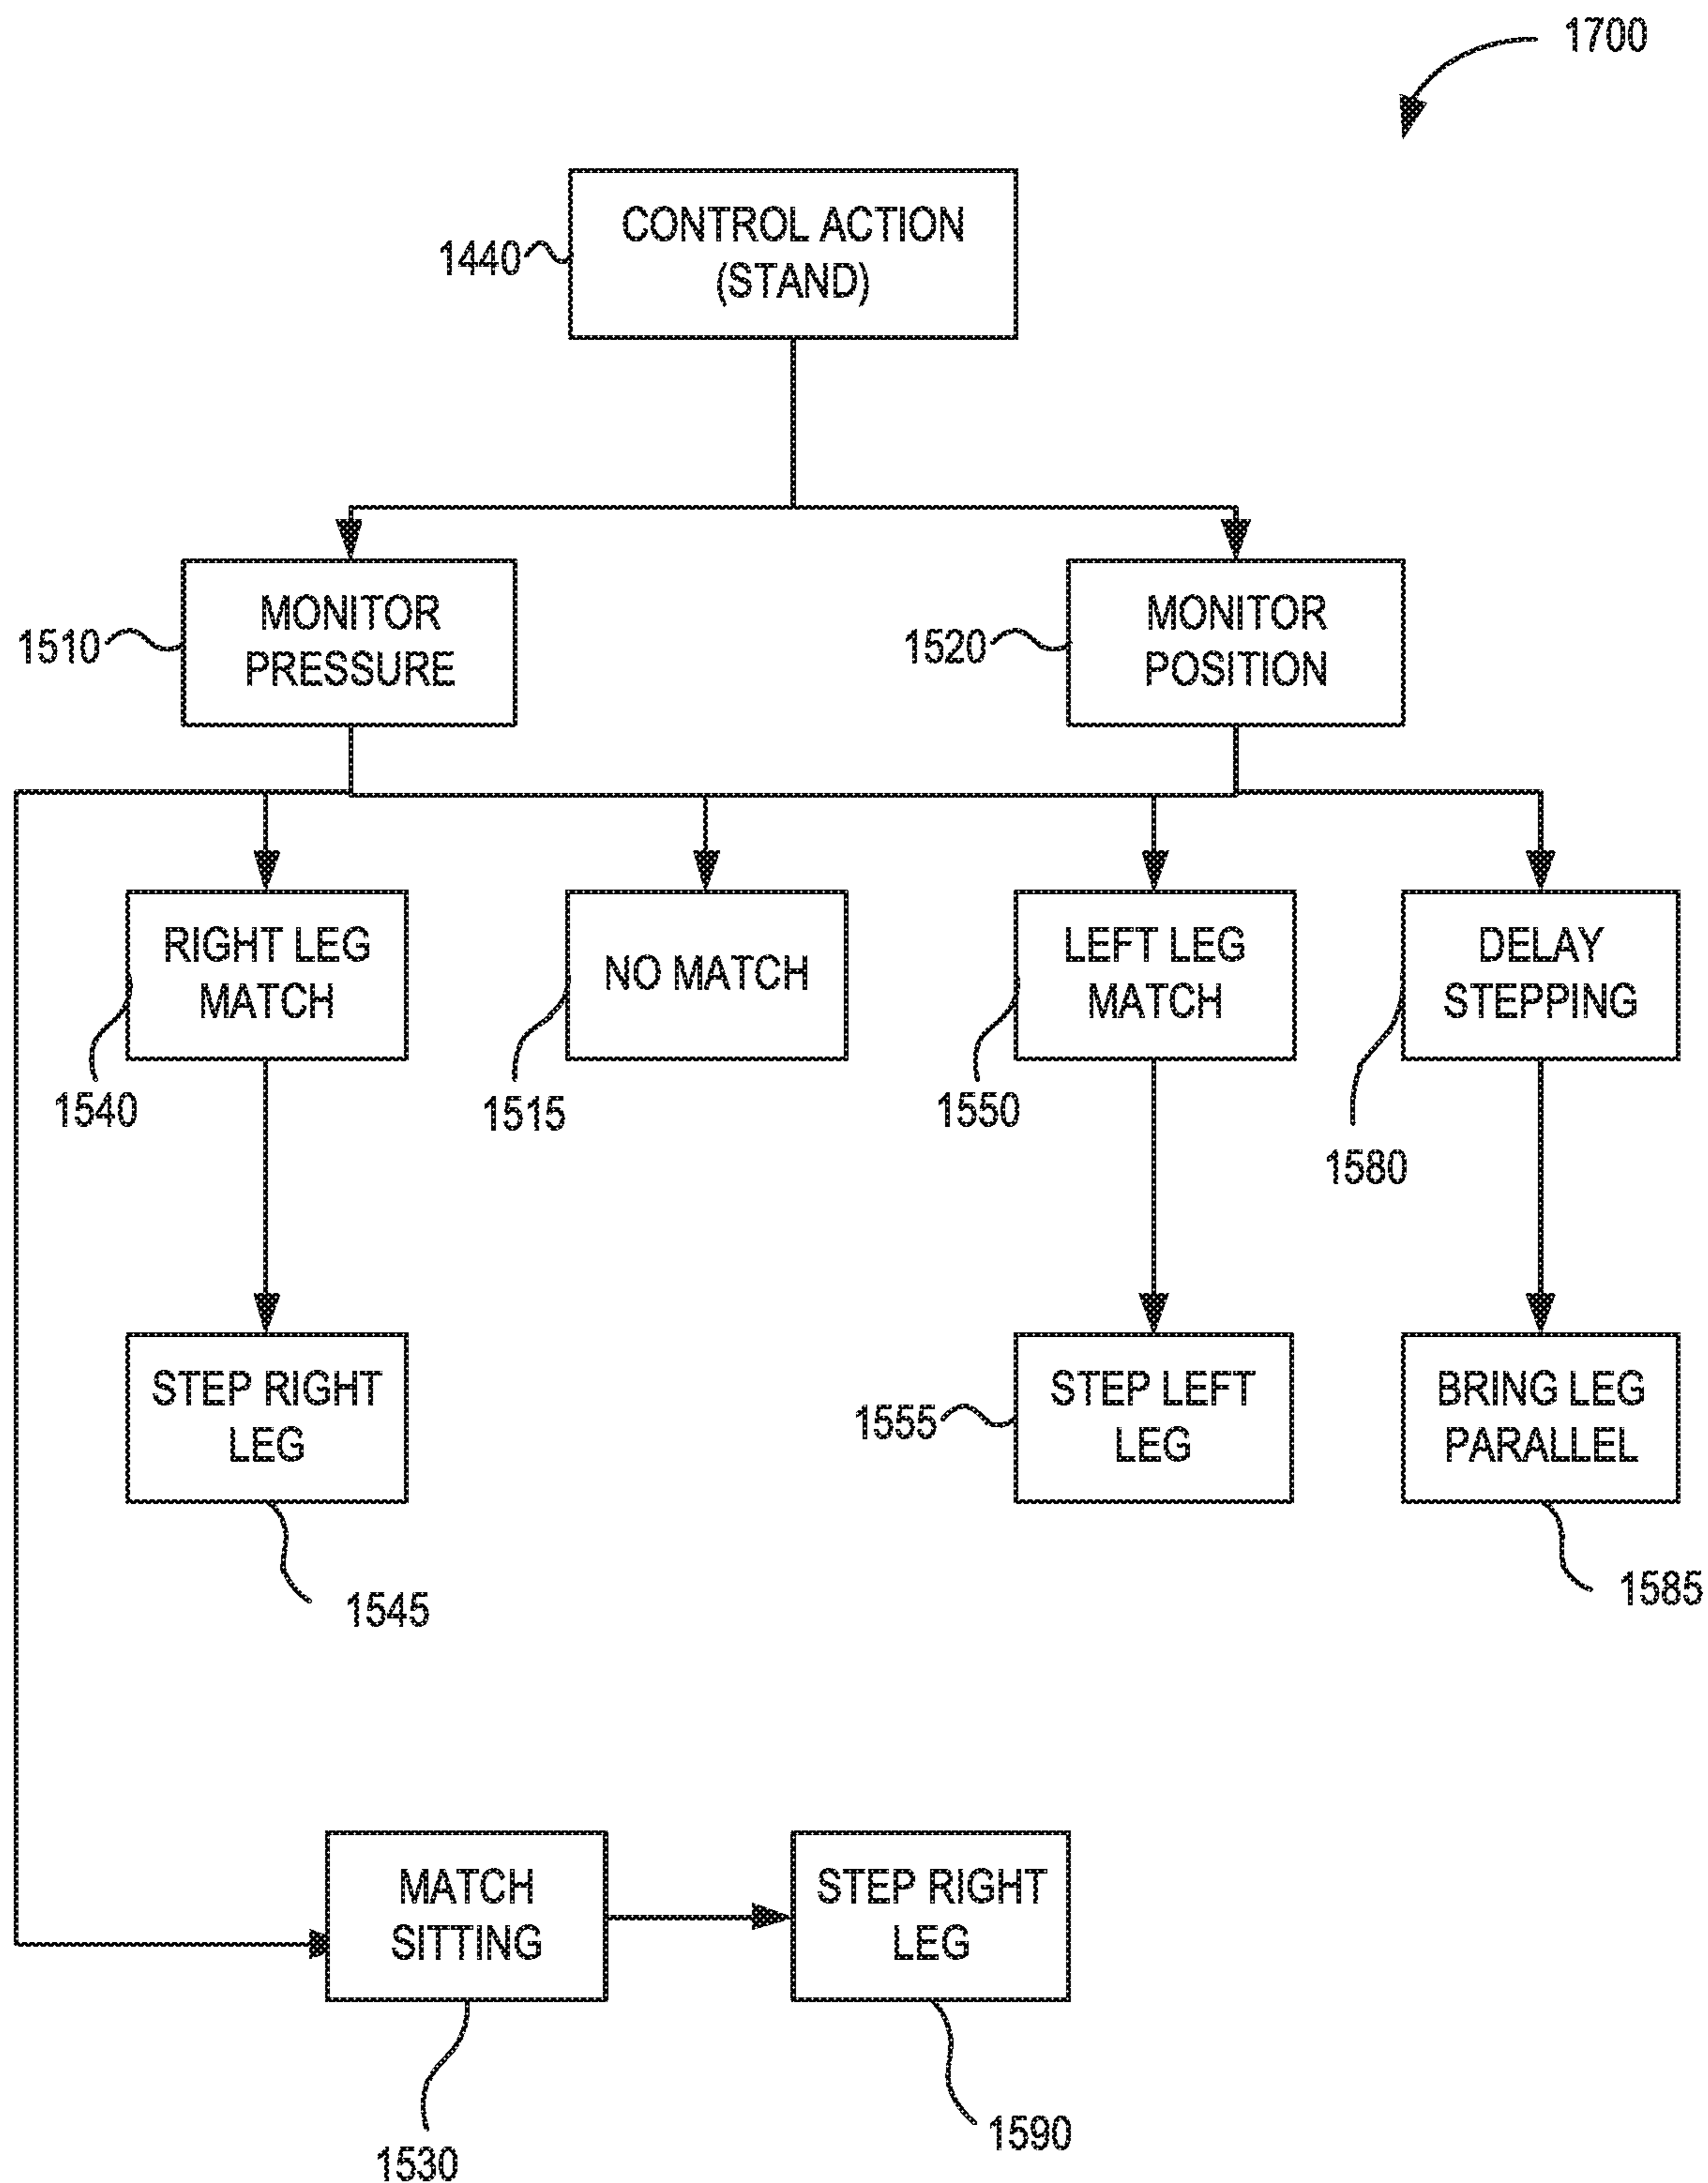 1700
CONTROL ACTION
(STAND)
1440
MONITOR
PRESSURE
1510
MONITOR
POSITION
1520
RIGHT LEG
MATCH
1540
NO MATCH
1515
LEFT LEG
MATCH
1550
DELAY
STEPPING
1580
STEP RIGHT
LEG
1545
STEP LEFT
LEG
1555
BRING LEG
PARALLEL
1585
MATCH
SITTING
1530
STEP RIGHT
LEG
1590